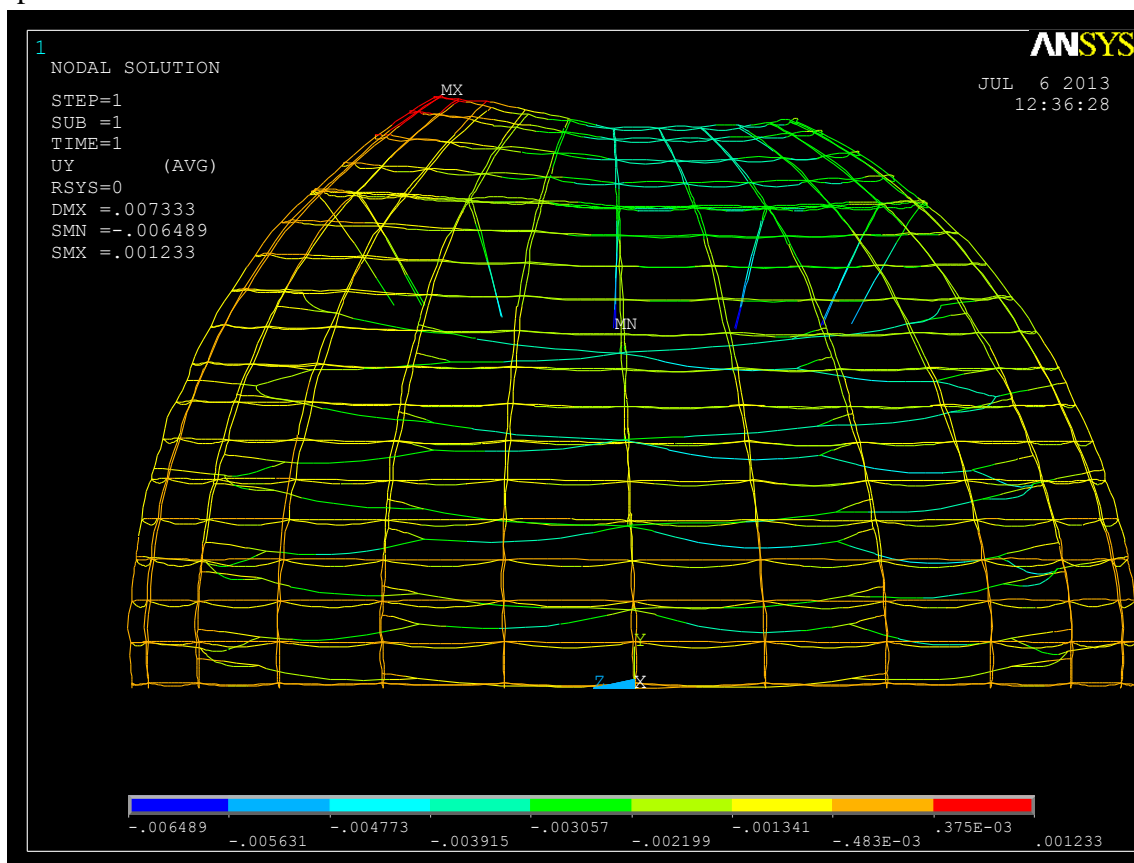 1
ANSYS
NODAL SOLUTION
JUL 6 2013
12:36:28
STEP=1
SUB =1
TIME=1
UY (AVG)
RSYS=0
DMX =.007333
SMN =-.006489
SMX =.001233
MX
MN
Y
Z X
-.006489 -.004773 -.003057 -.001341 .375E-03
-.005631 -.003915 -.002199 -.483E-03 .001233